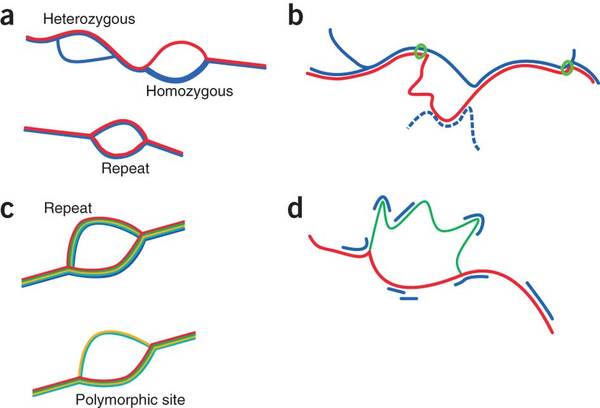 a
Heterozygous
Homozygous
Repeat
b
c
Repeat
Polymorphic site
d